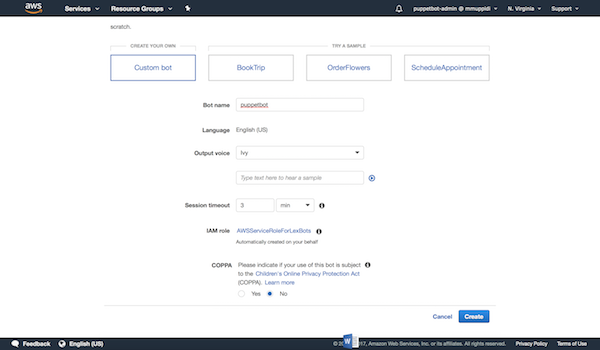 aws Services Resource Groups puppetbot-admin @ mmuppidi N. Virginia Support
scratch.
CREATE YOUR OWN TRY A SAMPLE
Custom bot BookTrip OrderFlowers ScheduleAppointment
Bot name puppetbot
Language English (US)
Output voice Ivy
Type text here to hear a sample
Session timeout 3 min
IAM role AWSServiceRoleForLexBots
Automatically created on your behalf
COPPA Please indicate if your use of this bot is subject
to the Children's Online Privacy Protection Act
(COPPA). Learn more
Yes No
Cancel Create
Feedback English (US) © 20 17, Amazon Web Services, Inc. or its affiliates. All rights reserved. Privacy Policy Terms of Use